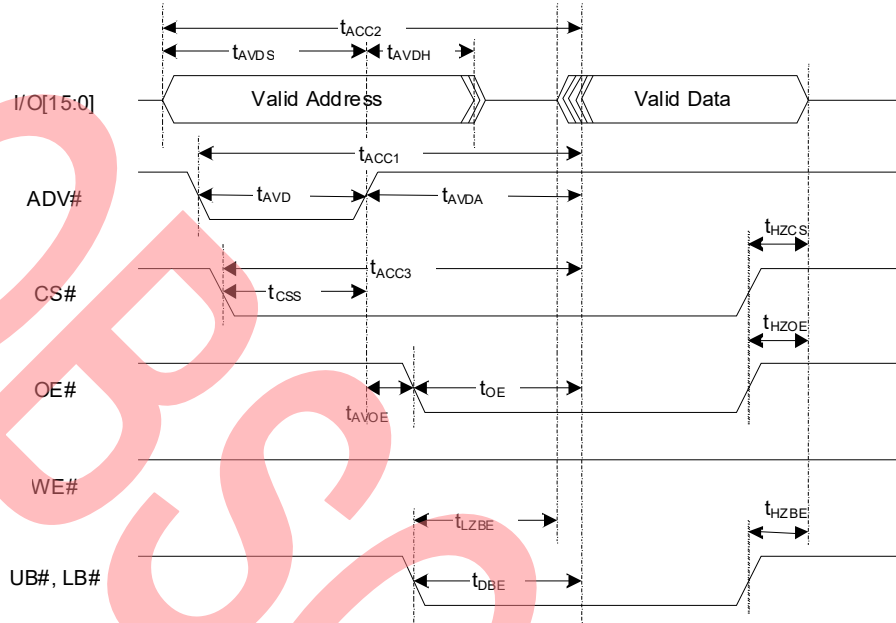 tACC2
tAVDS
tAVDH
I/O[15:0]
Valid Address
Valid Data
tACC1
ADV#
tAVD
tAVDA
tHZCS
tACC3
CS#
tCSS
tHZOE
OE#
tOE
tAVOE
WE#
tHZBE
tLZBE
UB#, LB#
tDBE